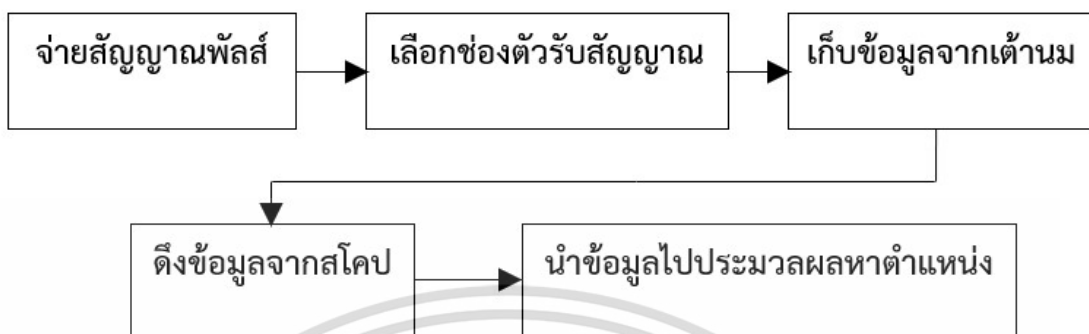 จ่ายสัญญาณพัลส์
เลือกช่องตัวรับสัญญาณ
เก็บข้อมูลจากเต้านม
ดึงข้อมูลจากสโคป
นำข้อมูลไปประมวลผลหาตำแหน่ง